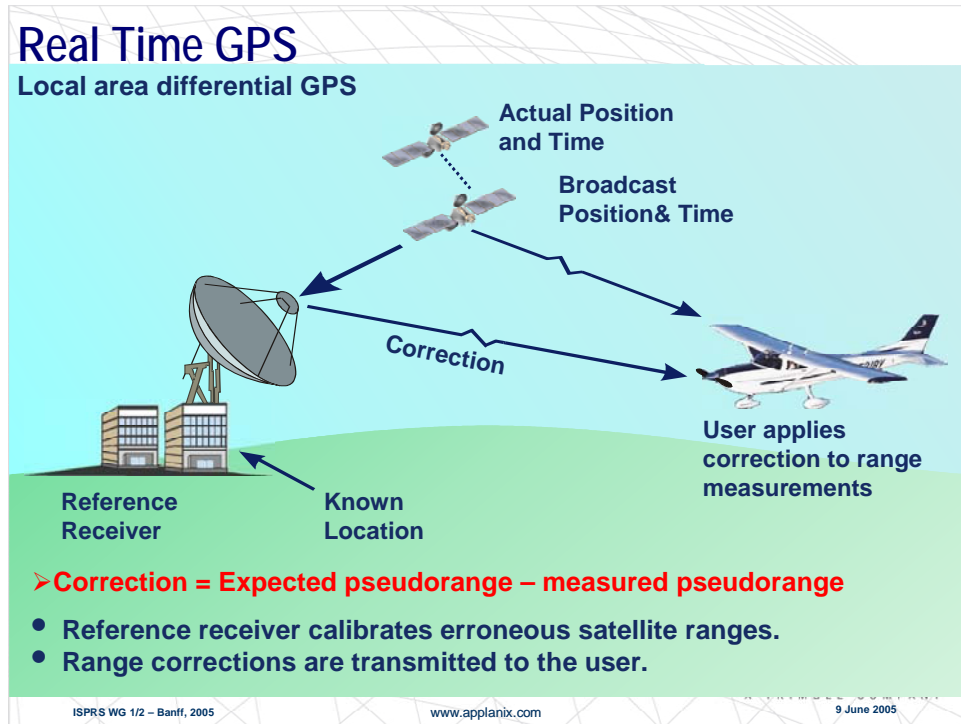 Real Time GPS
Local area differential GPS
Actual Position
and Time
Broadcast
Position& Time
Correction
User applies
correction to range
measurements
Reference
Receiver
Known
Location
➢Correction = Expected pseudorange – measured pseudorange
• Reference receiver calibrates erroneous satellite ranges.
• Range corrections are transmitted to the user.
ISPRS WG 1/2 – Banff, 2005
www.applanix.com
9 June 2005